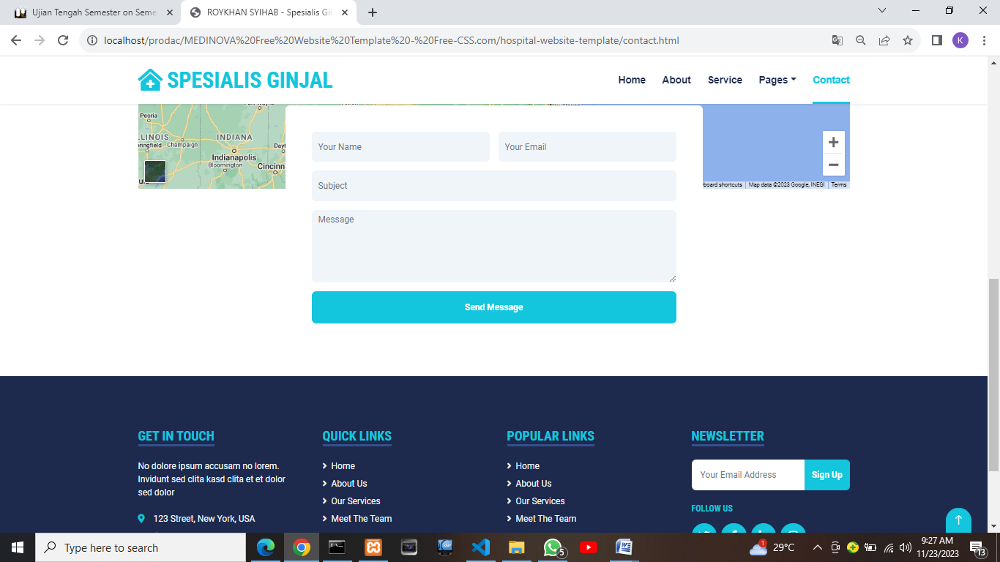 Ujian Tengah Semester on Seme
ROYKHAN SYIHAB - Spesialis Gin
localhost/prodac/MEDINOVA%20Free%20Website%20Template%20-%20Free-CSS.com/hospital-website-template/contact.html
K
SPESIALIS GINJAL
Home
About
Service
Pages
Contact
Peoria
ILLINOIS
Champaign
INDIANA
Indianapolis
Bloomington
Cincinn
board shortcuts
Map data ©2023 Google, INEGI
Terms
Your Name
Your Email
Subject
Message
Send Message
GET IN TOUCH
No dolore ipsum accusam no lorem.
Invidunt sed clita kasd clita et et dolor
sed dolor
123 Street, New York, USA
QUICK LINKS
Home
About Us
Our Services
Meet The Team
POPULAR LINKS
Home
About Us
Our Services
Meet The Team
NEWSLETTER
Your Email Address
Sign Up
FOLLOW US
Type here to search
5
1
29°C
9:27 AM
11/23/2023
13